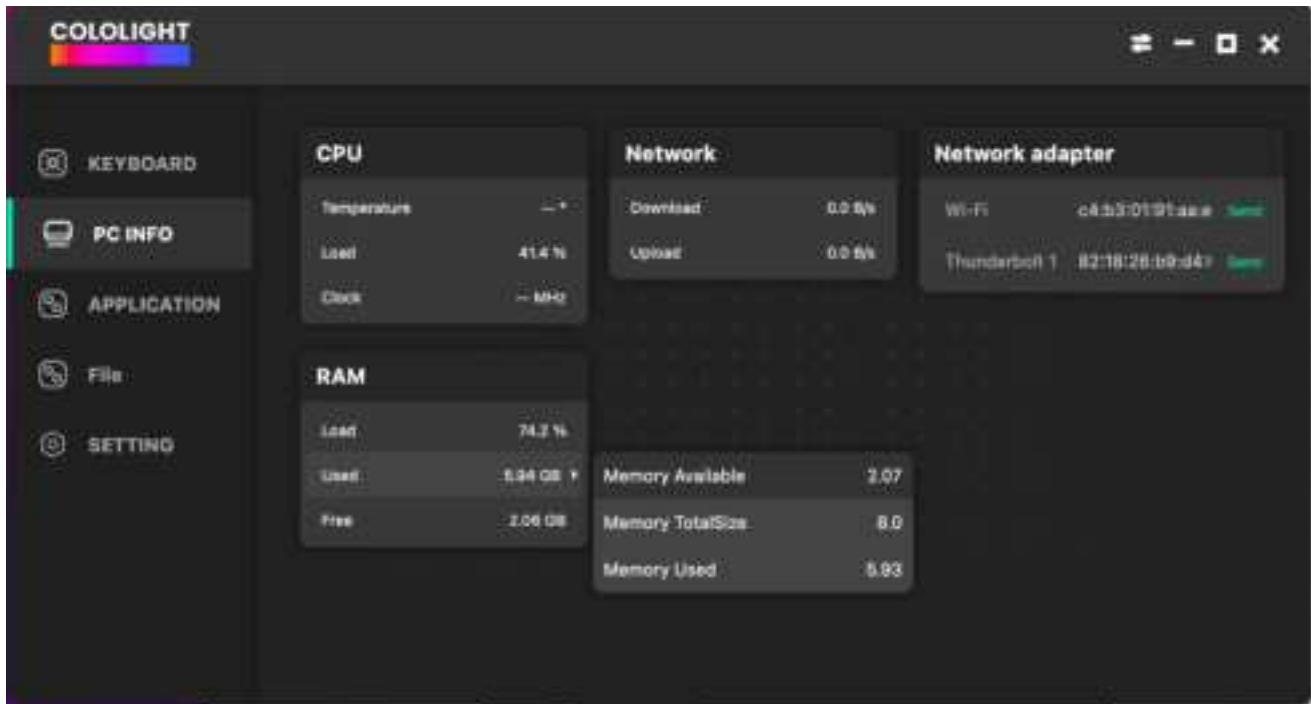 COLOLIGHT
KEYBOARD
PC INFO
APPLICATION
File
SETTING
CPU
Temperature --°
Load 41.4 %
Clock -- MHz
Network
Download 0.0 B/s
Upload 0.0 B/s
Network adapter
Wi-Fi Send
Thunderbolt 1 Send
RAM
Load 74.2 %
Used 5.94 GB
Free 2.06 GB
Memory Available 2.07
Memory TotalSize 8.0
Memory Used 5.93